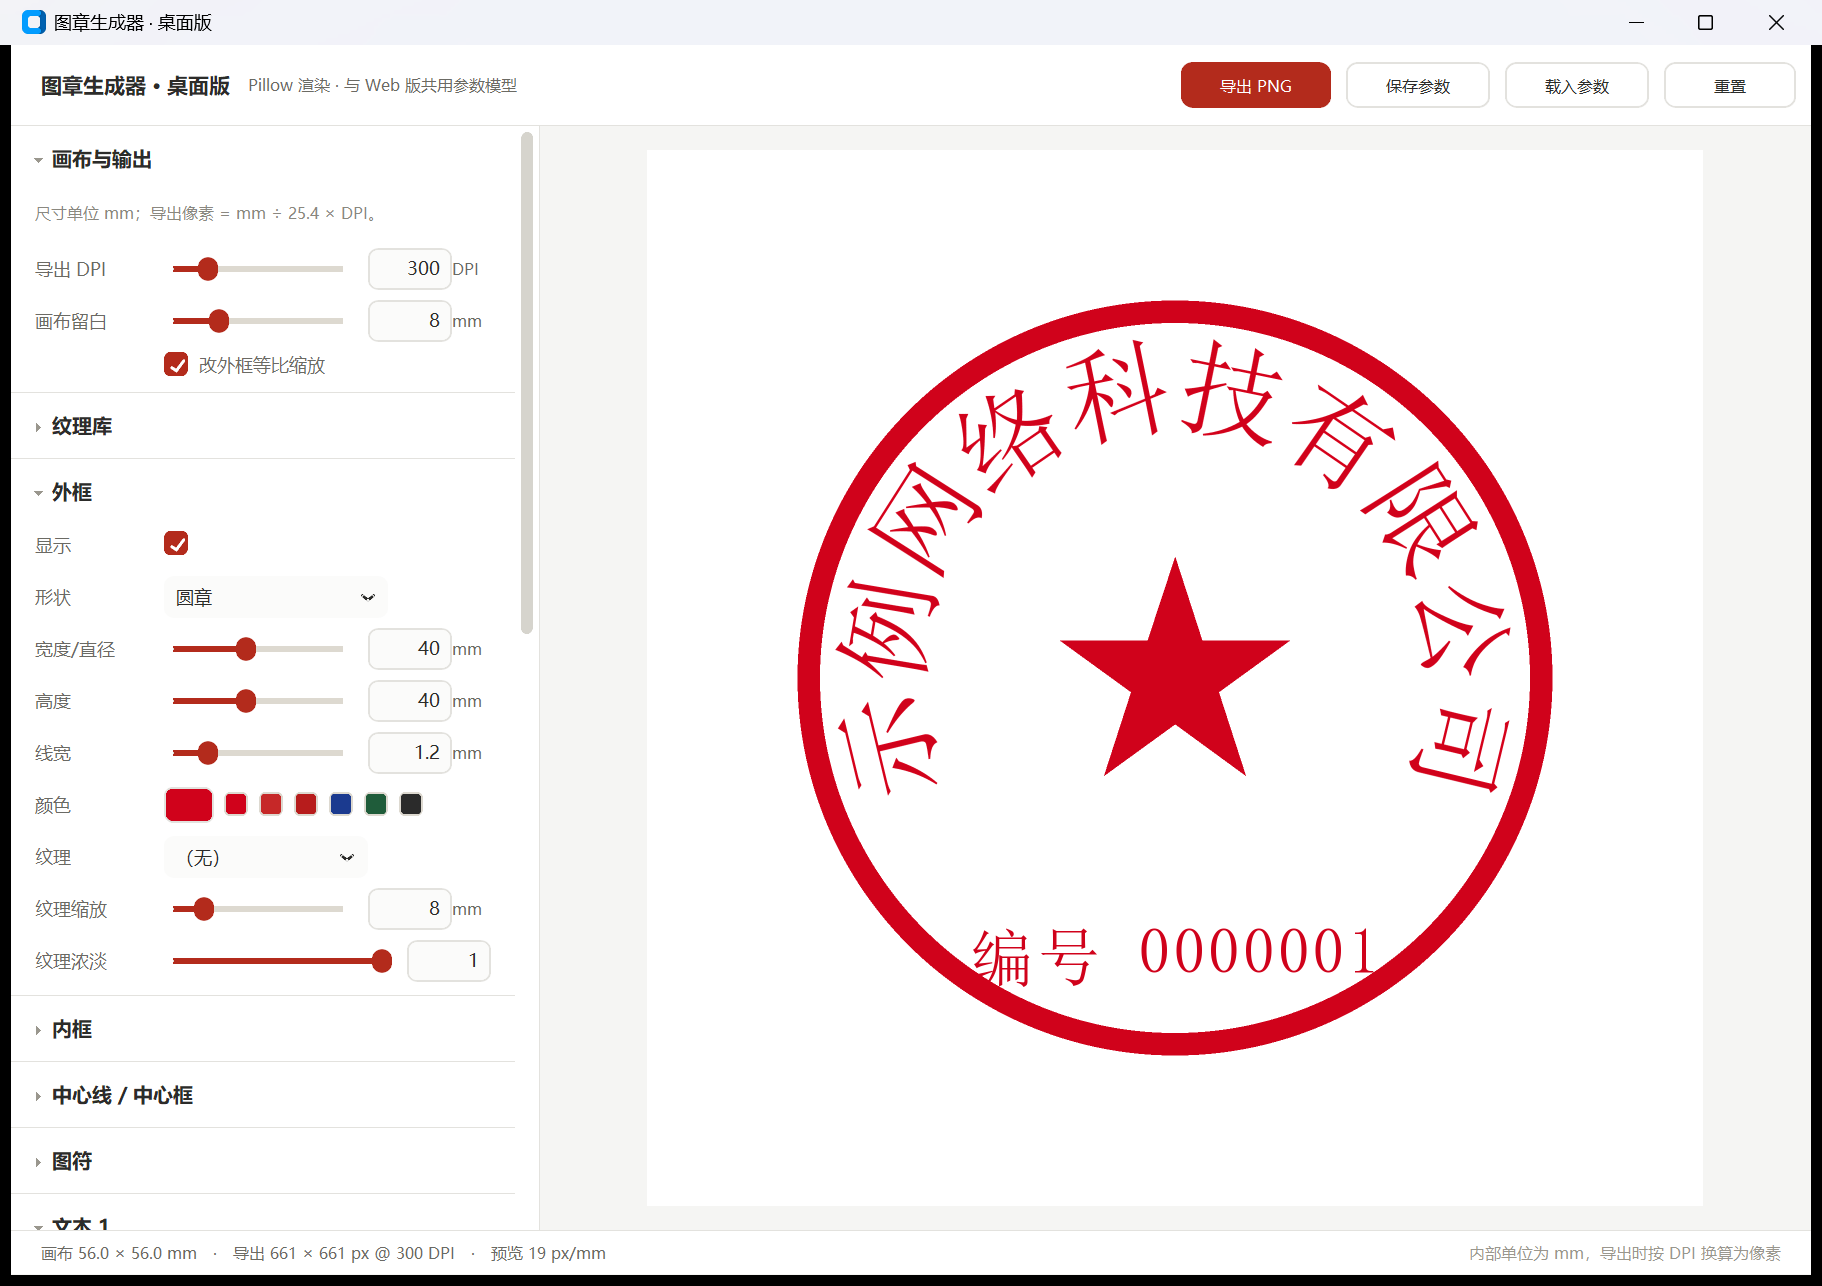 图章生成器 · 桌面版
图章生成器 • 桌面版 Pillow 渲染 · 与 Web 版共用参数模型
导出 PNG 保存参数 载入参数 重置
画布与输出
尺寸单位 mm；导出像素 = mm ÷ 25.4 × DPI。
导出 DPI 300 DPI
画布留白 8 mm
改外框等比缩放
纹理库
外框
显示
形状 圆章
宽度/直径 40 mm
高度 40 mm
线宽 1.2 mm
颜色
纹理 （无）
纹理缩放 8 mm
纹理浓淡 1
内框
中心线 / 中心框
图符
文本 1
示例网络科技有限公司
编号 0000001
画布 56.0 × 56.0 mm · 导出 661 × 661 px @ 300 DPI · 预览 19 px/mm
内部单位为 mm，导出时按 DPI 换算为像素